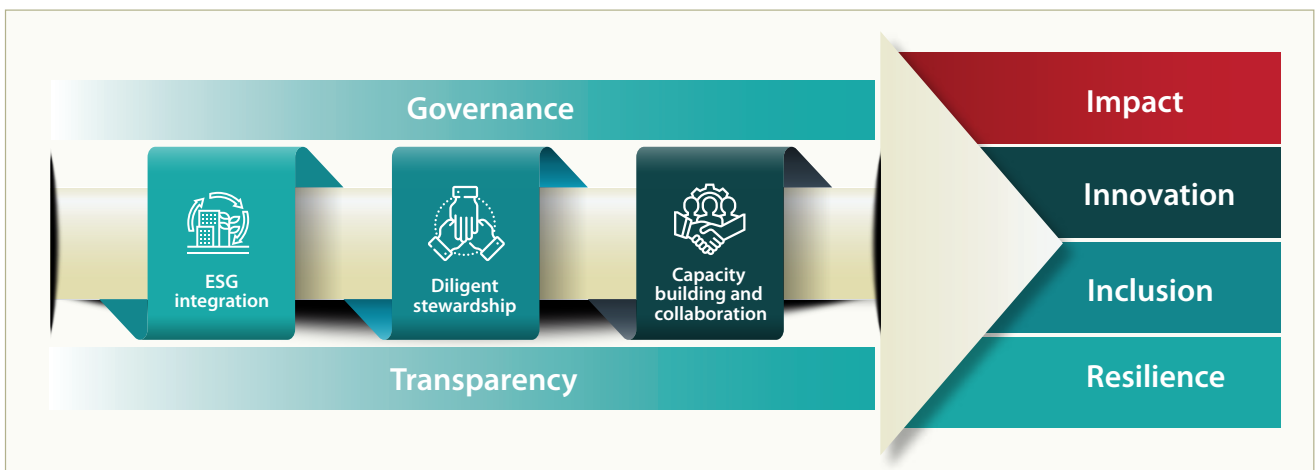 Governance
ESG
integration
Diligent
stewardship
Capacity
building and
collaboration
Transparency
Impact
Innovation
Inclusion
Resilience